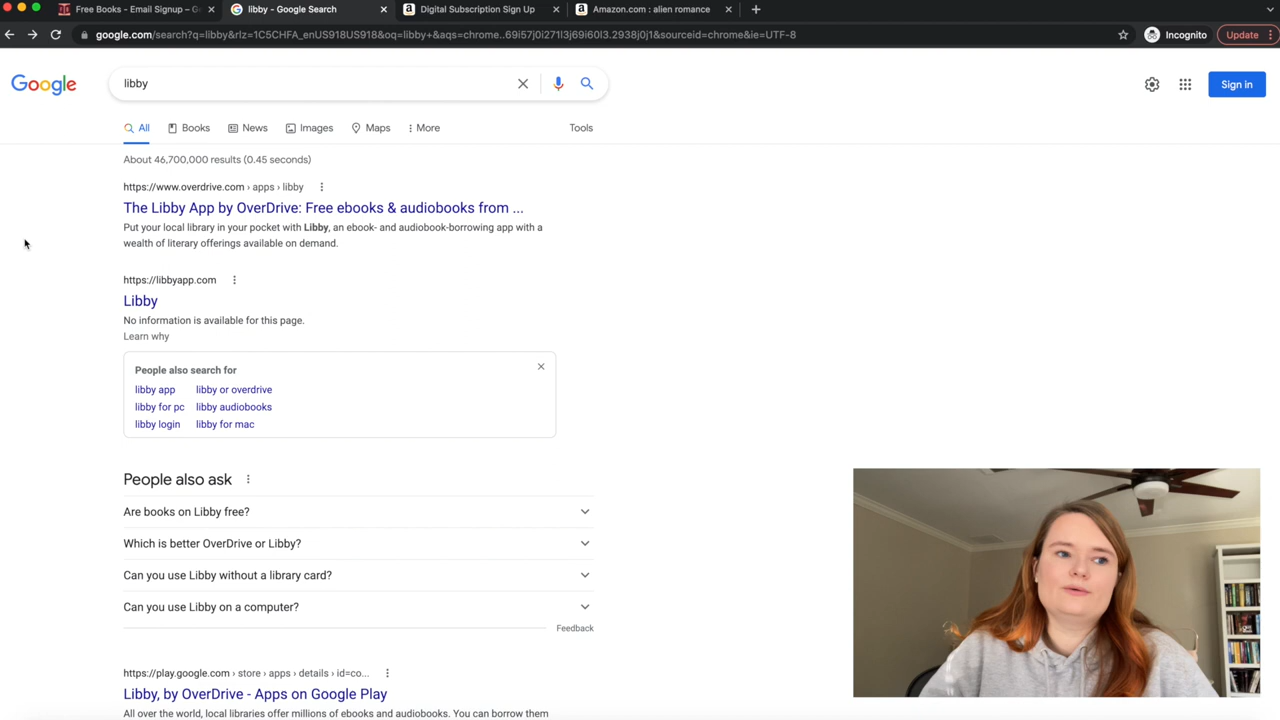 Free Books - Email Signup –
libby - Google Search
Digital Subscription Sign Up
Amazon.com : alien romance
google.com/search?q=libby&rlz=1C5CHFA_enUS918US918&oq=libby+&aqs=chrome..69i57j0i271l3j69i60l3.2938j0j1&sourceid=chrome&ie=UTF-8
Incognito
Update
Google
libby
Sign in
All
Books
News
Images
Maps
More
Tools
About 46,700,000 results (0.45 seconds)
https://www.overdrive.com › apps › libby
The Libby App by OverDrive: Free ebooks & audiobooks from ...
Put your local library in your pocket with Libby, an ebook- and audiobook-borrowing app with a
wealth of literary offerings available on demand.
https://libbyapp.com
Libby
No information is available for this page.
Learn why
People also search for
libby app libby or overdrive
libby for pc libby audiobooks
libby login libby for mac
People also ask
Are books on Libby free?
Which is better OverDrive or Libby?
Can you use Libby without a library card?
Can you use Libby on a computer?
Feedback
https://play.google.com › store › apps › details › id=co...
Libby, by OverDrive - Apps on Google Play
All over the world, local libraries offer millions of ebooks and audiobooks. You can borrow them